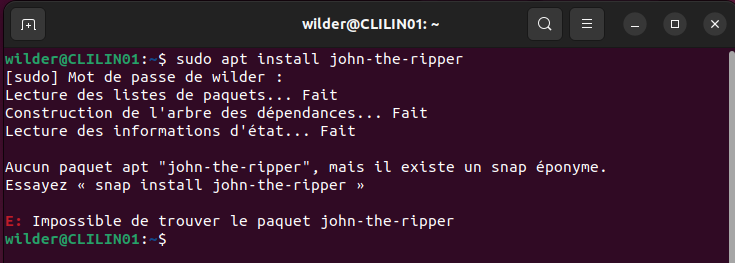 wilder@CLILIN01: ~
wilder@CLILIN01:~$ sudo apt install john-the-ripper
[sudo] Mot de passe de wilder :
Lecture des listes de paquets... Fait
Construction de l'arbre des dépendances... Fait
Lecture des informations d'état... Fait
Aucun paquet apt "john-the-ripper", mais il existe un snap éponyme.
Essayez « snap install john-the-ripper »
E: Impossible de trouver le paquet john-the-ripper
wilder@CLILIN01:~$